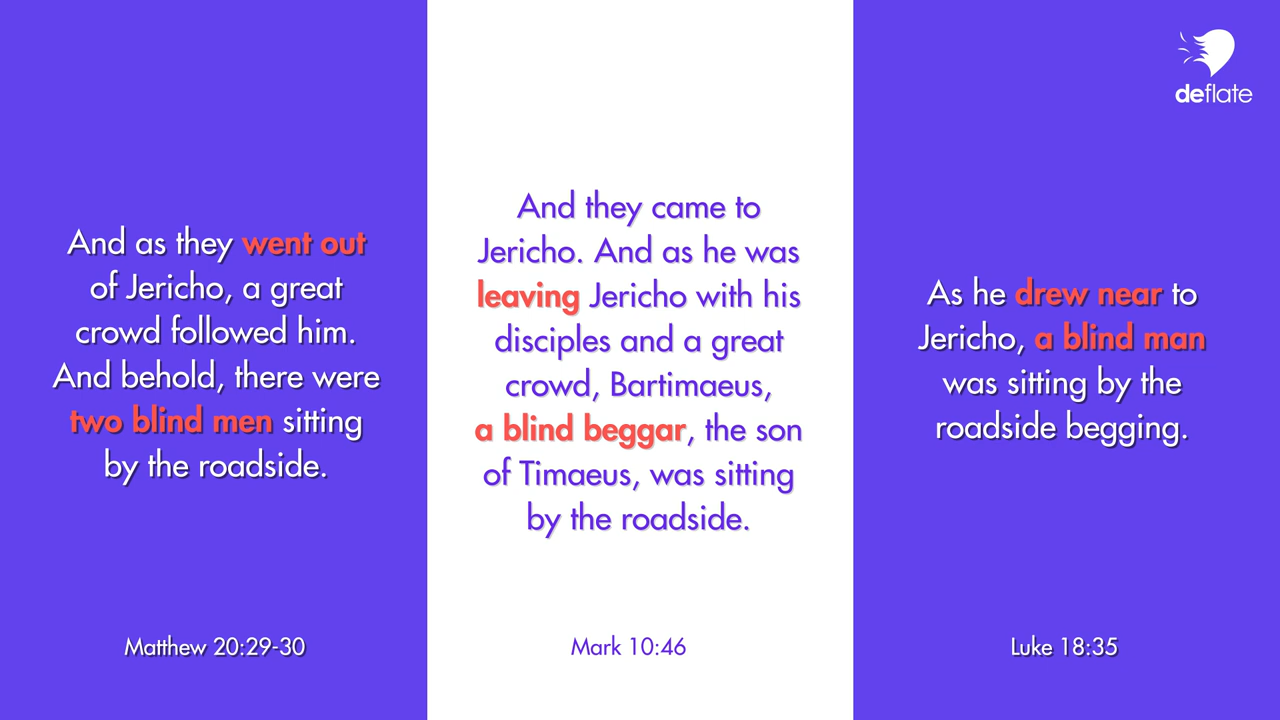 And as they went out
of Jericho, a great
crowd followed him.
And behold, there were
two blind men sitting
by the roadside.
Matthew 20:29-30
And they came to
Jericho. And as he was
leaving Jericho with his
disciples and a great
crowd, Bartimaeus,
a blind beggar, the son
of Timaeus, was sitting
by the roadside.
Mark 10:46
deflate
As he drew near to
Jericho, a blind man
was sitting by the
roadside begging.
Luke 18:35